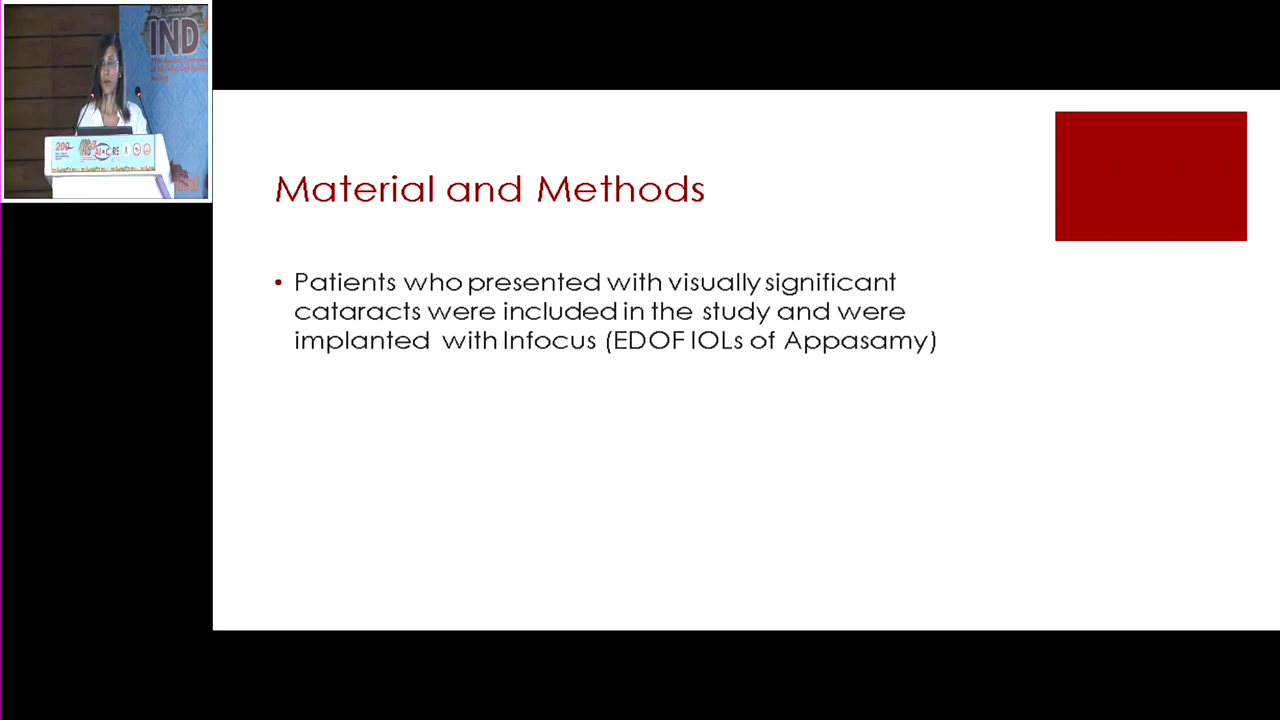 IND
Material and Methods
• Patients who presented with visually significant
cataracts were included in the study and were
implanted with Infocus (EDOF IOLs of Appasamy)